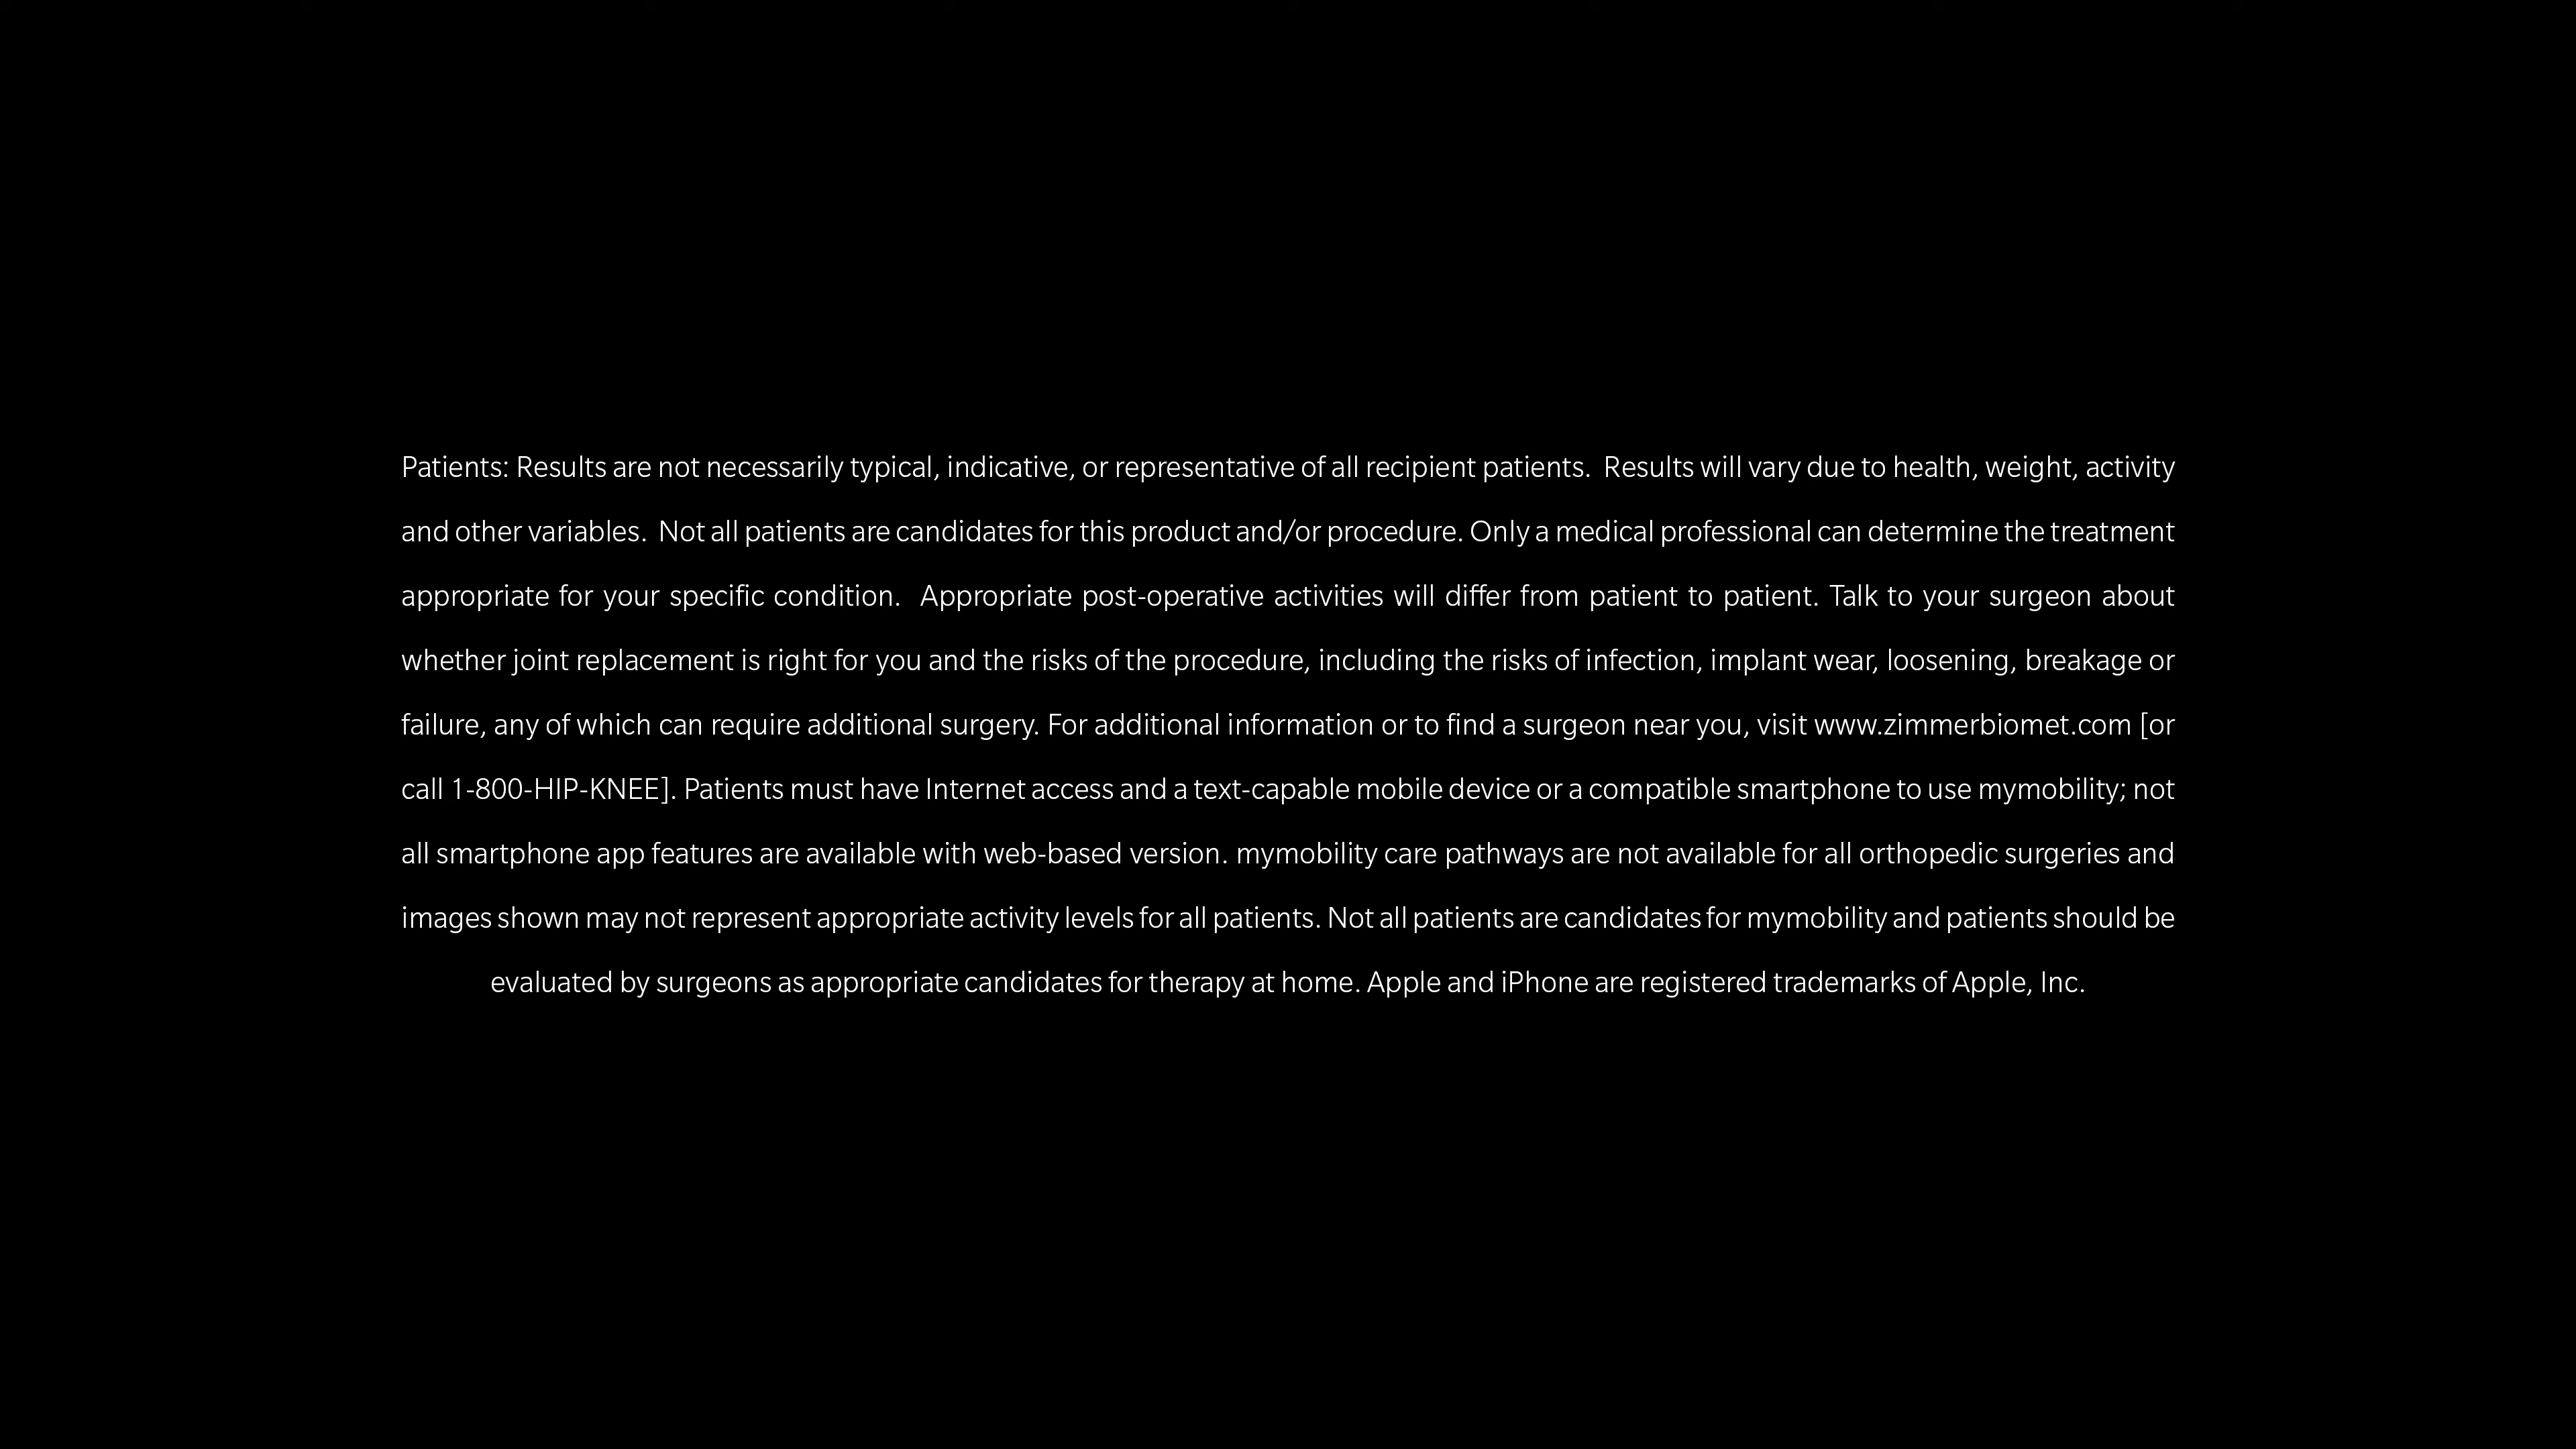 Patients: Results are not necessarily typical, indicative, or representative of all recipient patients.  Results will vary due to health, weight, activity
and other variables.  Not all patients are candidates for this product and/or procedure. Only a medical professional can determine the treatment
appropriate for your specific condition.  Appropriate post-operative activities will differ from patient to patient. Talk to your surgeon about
whether joint replacement is right for you and the risks of the procedure, including the risks of infection, implant wear, loosening, breakage or
failure, any of which can require additional surgery. For additional information or to find a surgeon near you, visit www.zimmerbiomet.com [or
call 1-800-HIP-KNEE]. Patients must have Internet access and a text-capable mobile device or a compatible smartphone to use mymobility; not
all smartphone app features are available with web-based version. mymobility care pathways are not available for all orthopedic surgeries and
images shown may not represent appropriate activity levels for all patients. Not all patients are candidates for mymobility and patients should be
evaluated by surgeons as appropriate candidates for therapy at home. Apple and iPhone are registered trademarks of Apple, Inc.